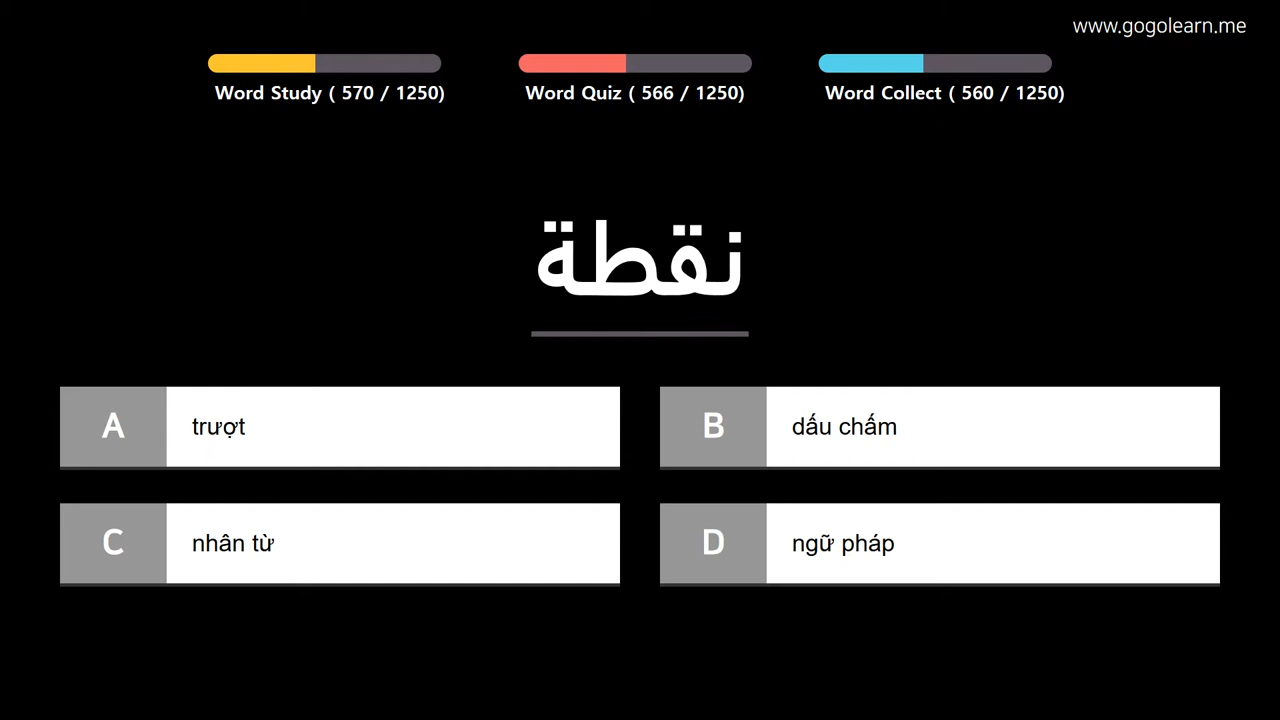 www.gogolearn.me
Word Study ( 570 / 1250)
Word Quiz ( 566 / 1250)
Word Collect ( 560 / 1250)
نقطة
A trượt
B dấu chấm
C nhân từ
D ngữ pháp